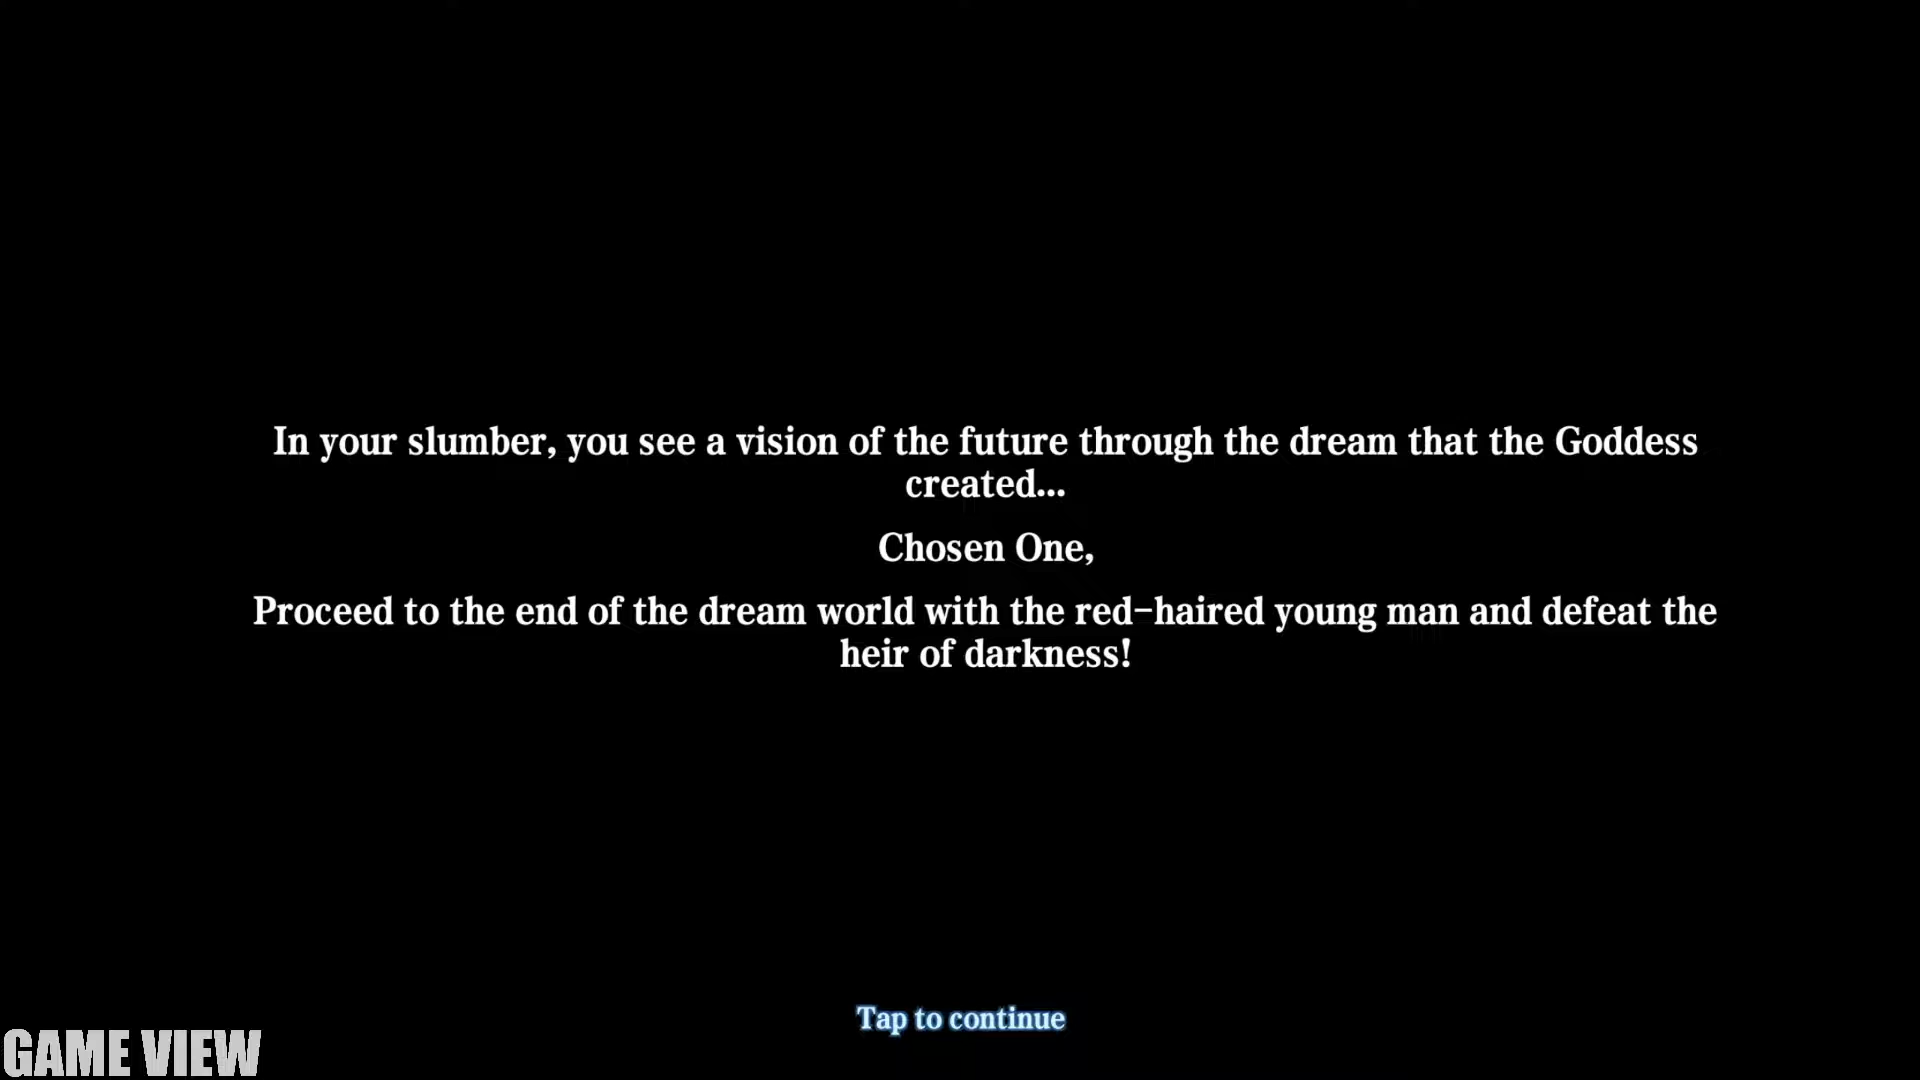 In your slumber, you see a vision of the future through the dream that the Goddess
created...
Chosen One,
Proceed to the end of the dream world with the red-haired young man and defeat the
heir of darkness!
Tap to continue
GAME VIEW